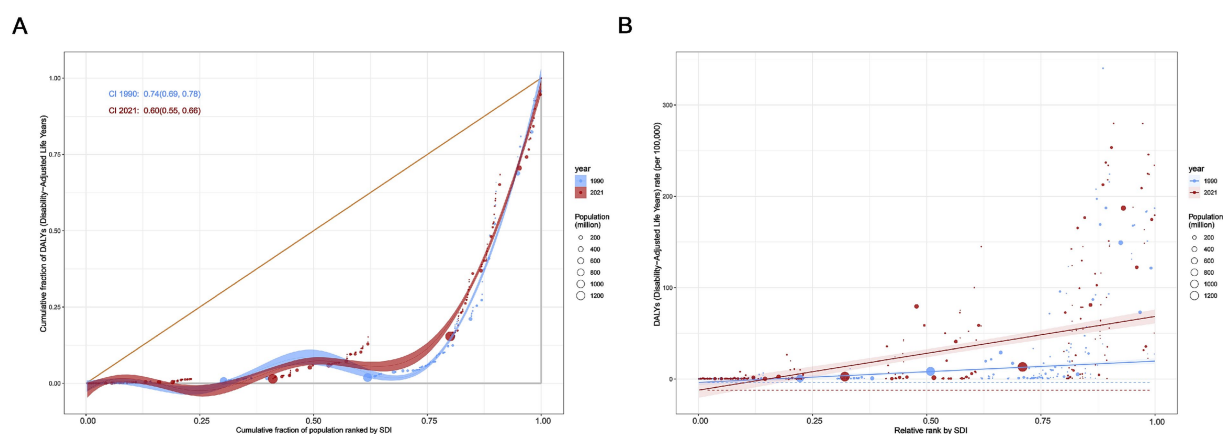 A
CI 1990: 0.74(0.69, 0.78)
CI 2021: 0.60(0.55, 0.66)
Cumulative fraction of DALYs (Disability−Adjusted Life Years)
1.00
0.75
0.50
0.25
0.00
0.00 0.25 0.50 0.75 1.00
Cumulative fraction of population ranked by SDI
year
1990
2021
Population
(million)
200
400
600
800
1000
1200
B
DALYs (Disability−Adjusted Life Years) rate (per 100,000)
300
200
100
0
0.00 0.25 0.50 0.75 1.00
Relative rank by SDI
year
1990
2021
Population
(million)
200
400
600
800
1000
1200